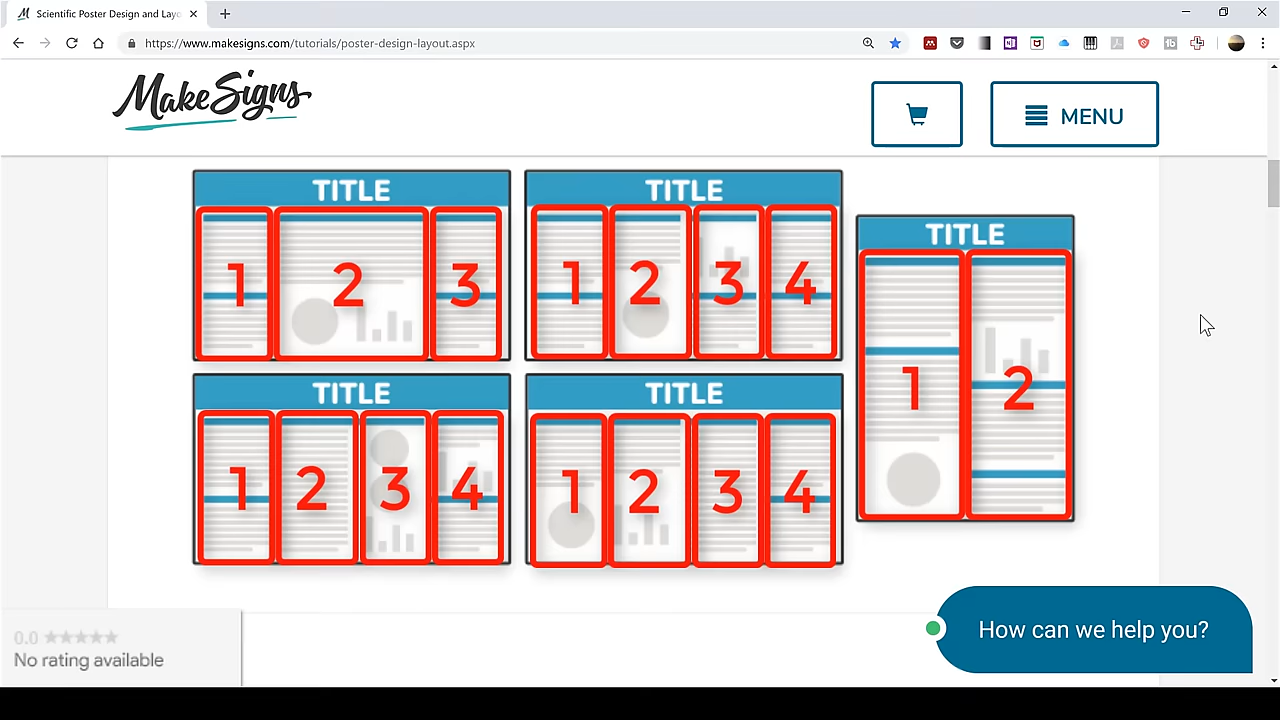 Scientific Poster Design and Layo
https://www.makesigns.com/tutorials/poster-design-layout.aspx
MakeSigns
MENU
TITLE
1 2 3
TITLE
1 2 3 4
TITLE
1 2
TITLE
1 2 3 4
TITLE
1 2 3 4
0.0
No rating available
How can we help you?